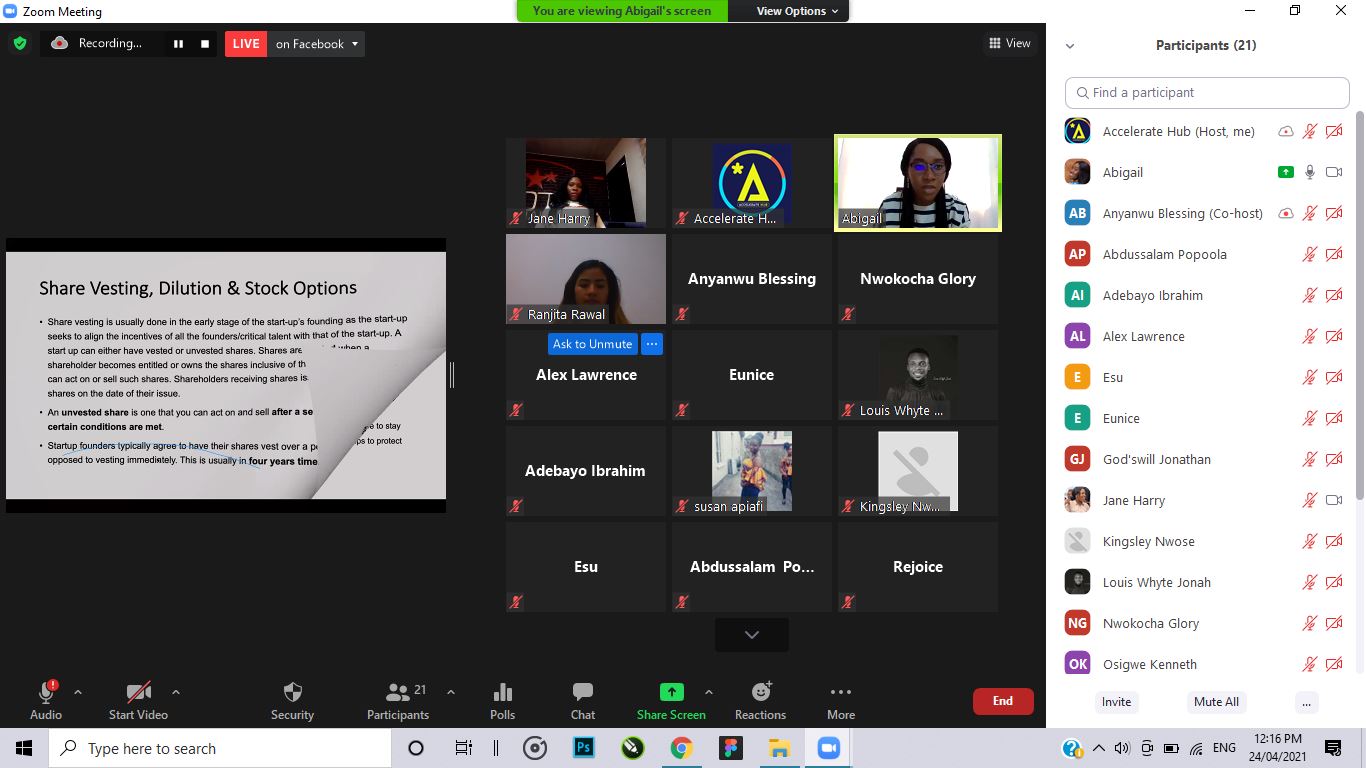 Zoom Meeting
You are viewing Abigail's screen
View Options
Recording...
LIVE
on Facebook
View
Share Vesting, Dilution & Stock Options
• Share vesting is usually done in the early stage of the start-up's founding as the start-up
seeks to align the incentives of all the founders/critical talent with that of the start-up. A
start up can either have vested or unvested shares. Shares are
when a
shareholder becomes entitled or owns the shares inclusive of th
can act on or sell such shares. Shareholders receiving shares is
shares on the date of their issue.
• An unvested share is one that you can act on and sell after a se
certain conditions are met.
to stay
• Startup founders typically agree to have their shares vest over a pe
ps to protect
opposed to vesting immediately. This is usually in four years time
Jane Harry
ACCELERATE HUB
Accelerate H...
Abigail
Ranjita Rawal
Anyanwu Blessing
Nwokocha Glory
Ask to Unmute
...
Alex Lawrence
Eunice
Louis Whyte ...
Adebayo Ibrahim
susan apiafi
Kingsley Nw...
Esu
Abdussalam Po...
Rejoice
Audio
Start Video
Security
21
Participants
Polls
Chat
Share Screen
Reactions
More
End
Participants (21)
Find a participant
Accelerate Hub (Host, me)
Abigail
AB Anyanwu Blessing (Co-host)
AP Abdussalam Popoola
AI Adebayo Ibrahim
AL Alex Lawrence
E Esu
E Eunice
GJ God'swill Jonathan
Jane Harry
Kingsley Nwose
Louis Whyte Jonah
NG Nwokocha Glory
OK Osigwe Kenneth
Invite
Mute All
...
Type here to search
Ps
ENG
12:16 PM
24/04/2021